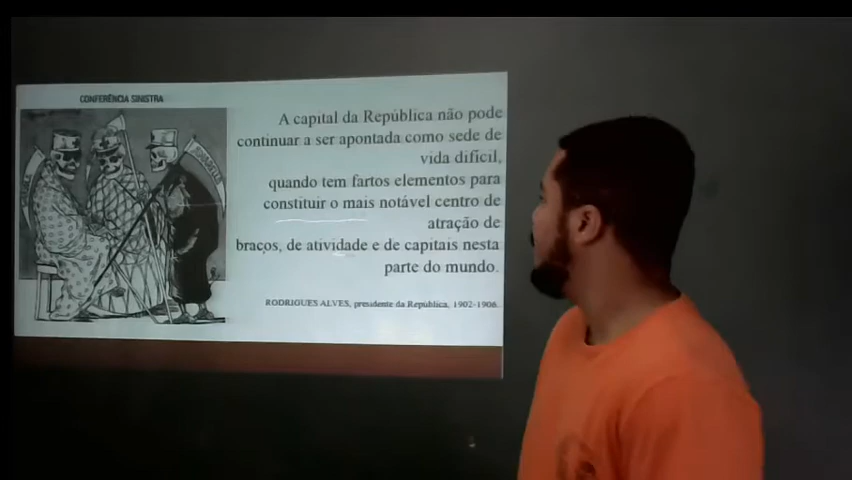 CONFERÊNCIA SINISTRA
A capital da República não pode
continuar a ser apontada como sede de
vida difícil,
quando tem fartos elementos para
constituir o mais notável centro de
atração de
braços, de atividade e de capitais nesta
parte do mundo.
RODRIGUES ALVES, presidente da República, 1902-1906.